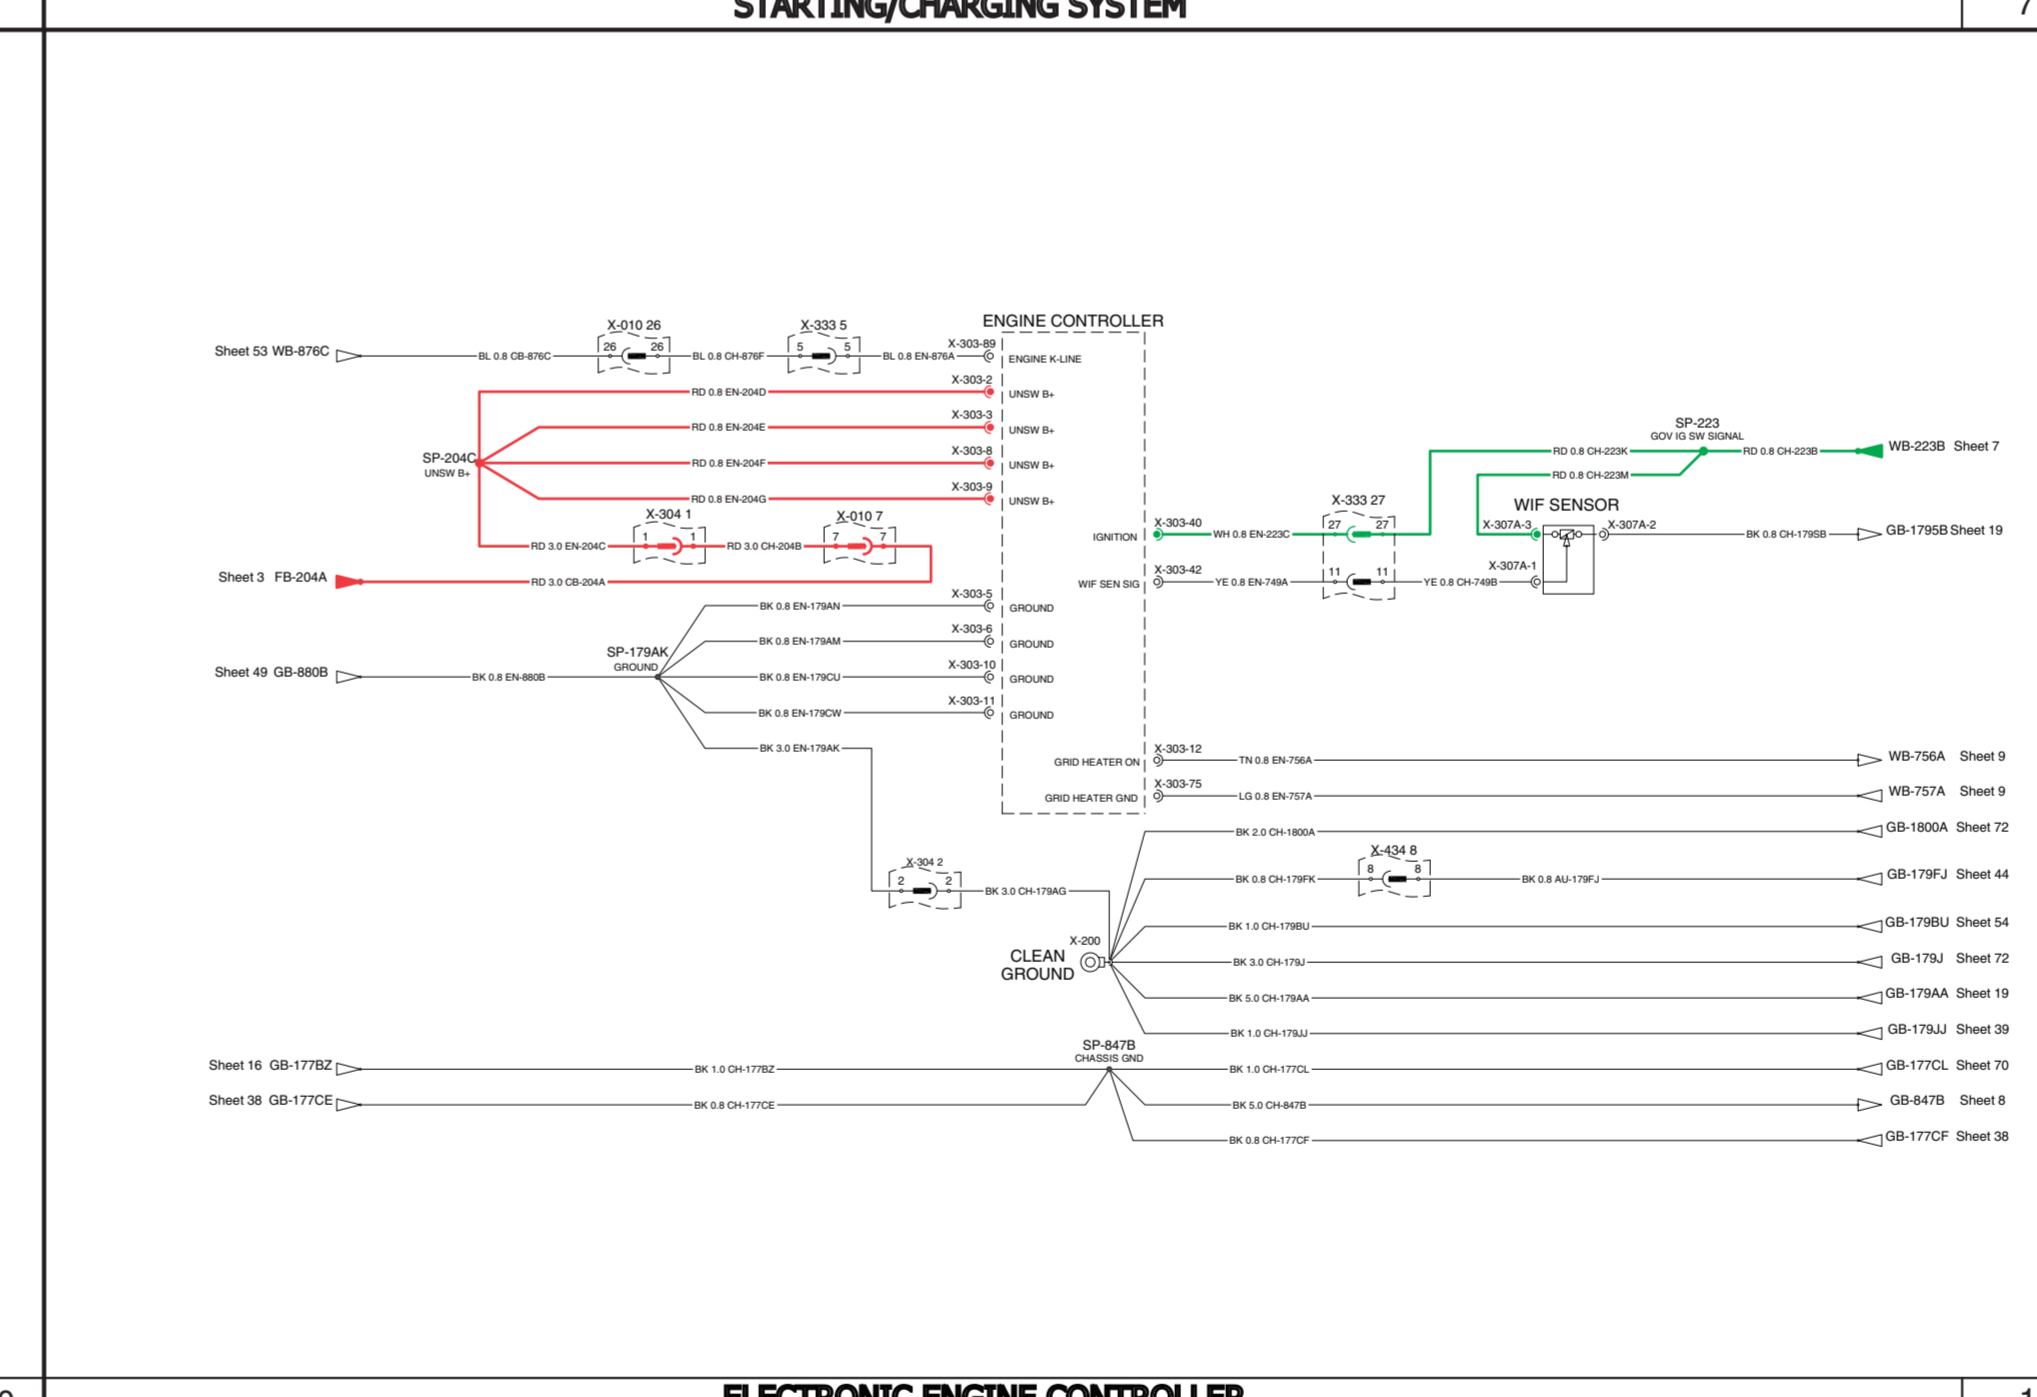 STARTING/CHARGING SYSTEM 7
ENGINE CONTROLLER
X-010 26
X-333 5
Sheet 53 WB-876C
BL 0.8 CB-876C
26 26
BL 0.8 CH-876F
5 5
BL 0.8 EN-876A
X-303-89
ENGINE K-LINE
RD 0.8 EN-204D
X-303-2
UNSW B+
RD 0.8 EN-204E
X-303-3
UNSW B+
SP-204C
UNSW B+
RD 0.8 EN-204F
X-303-8
UNSW B+
RD 0.8 EN-204G
X-303-9
UNSW B+
X-304 1
X-010 7
RD 3.0 EN-204C
1 1
RD 3.0 CH-204B
7 7
Sheet 3 FB-204A
RD 3.0 CB-204A
SP-223
GOV IG SW SIGNAL
RD 0.8 CH-223K
RD 0.8 CH-223B
WB-223B Sheet 7
RD 0.8 CH-223M
WIF SENSOR
X-333 27
IGNITION
X-303-40
WH 0.8 EN-223C
27 27
X-307A-3
X-307A-2
BK 0.8 CH-179SB
GB-1795B Sheet 19
WIF SEN SIG
X-303-42
YE 0.8 EN-749A
11 11
YE 0.8 CH-749B
X-307A-1
BK 0.8 EN-179AN
X-303-5
GROUND
BK 0.8 EN-179AM
X-303-6
GROUND
SP-179AK
GROUND
Sheet 49 GB-880B
BK 0.8 EN-880B
BK 0.8 EN-179CU
X-303-10
GROUND
BK 0.8 EN-179CW
X-303-11
GROUND
BK 3.0 EN-179AK
GRID HEATER ON
X-303-12
TN 0.8 EN-756A
WB-756A Sheet 9
GRID HEATER GND
X-303-75
LG 0.8 EN-757A
WB-757A Sheet 9
BK 2.0 CH-1800A
GB-1800A Sheet 72
X-304 2
2 2
BK 3.0 CH-179AG
X-434 8
BK 0.8 CH-179FK
8 8
BK 0.8 AU-179FJ
GB-179FJ Sheet 44
BK 1.0 CH-179BU
GB-179BU Sheet 54
X-200
CLEAN
GROUND
BK 3.0 CH-179J
GB-179J Sheet 72
BK 5.0 CH-179AA
GB-179AA Sheet 19
BK 1.0 CH-179JJ
GB-179JJ Sheet 39
SP-847B
CHASSIS GND
Sheet 16 GB-177BZ
BK 1.0 CH-177BZ
BK 1.0 CH-177CL
GB-177CL Sheet 70
Sheet 38 GB-177CE
BK 0.8 CH-177CE
BK 5.0 CH-847B
GB-847B Sheet 8
BK 0.8 CH-177CF
GB-177CF Sheet 38
ELECTRONIC ENGINE CONTROLLER